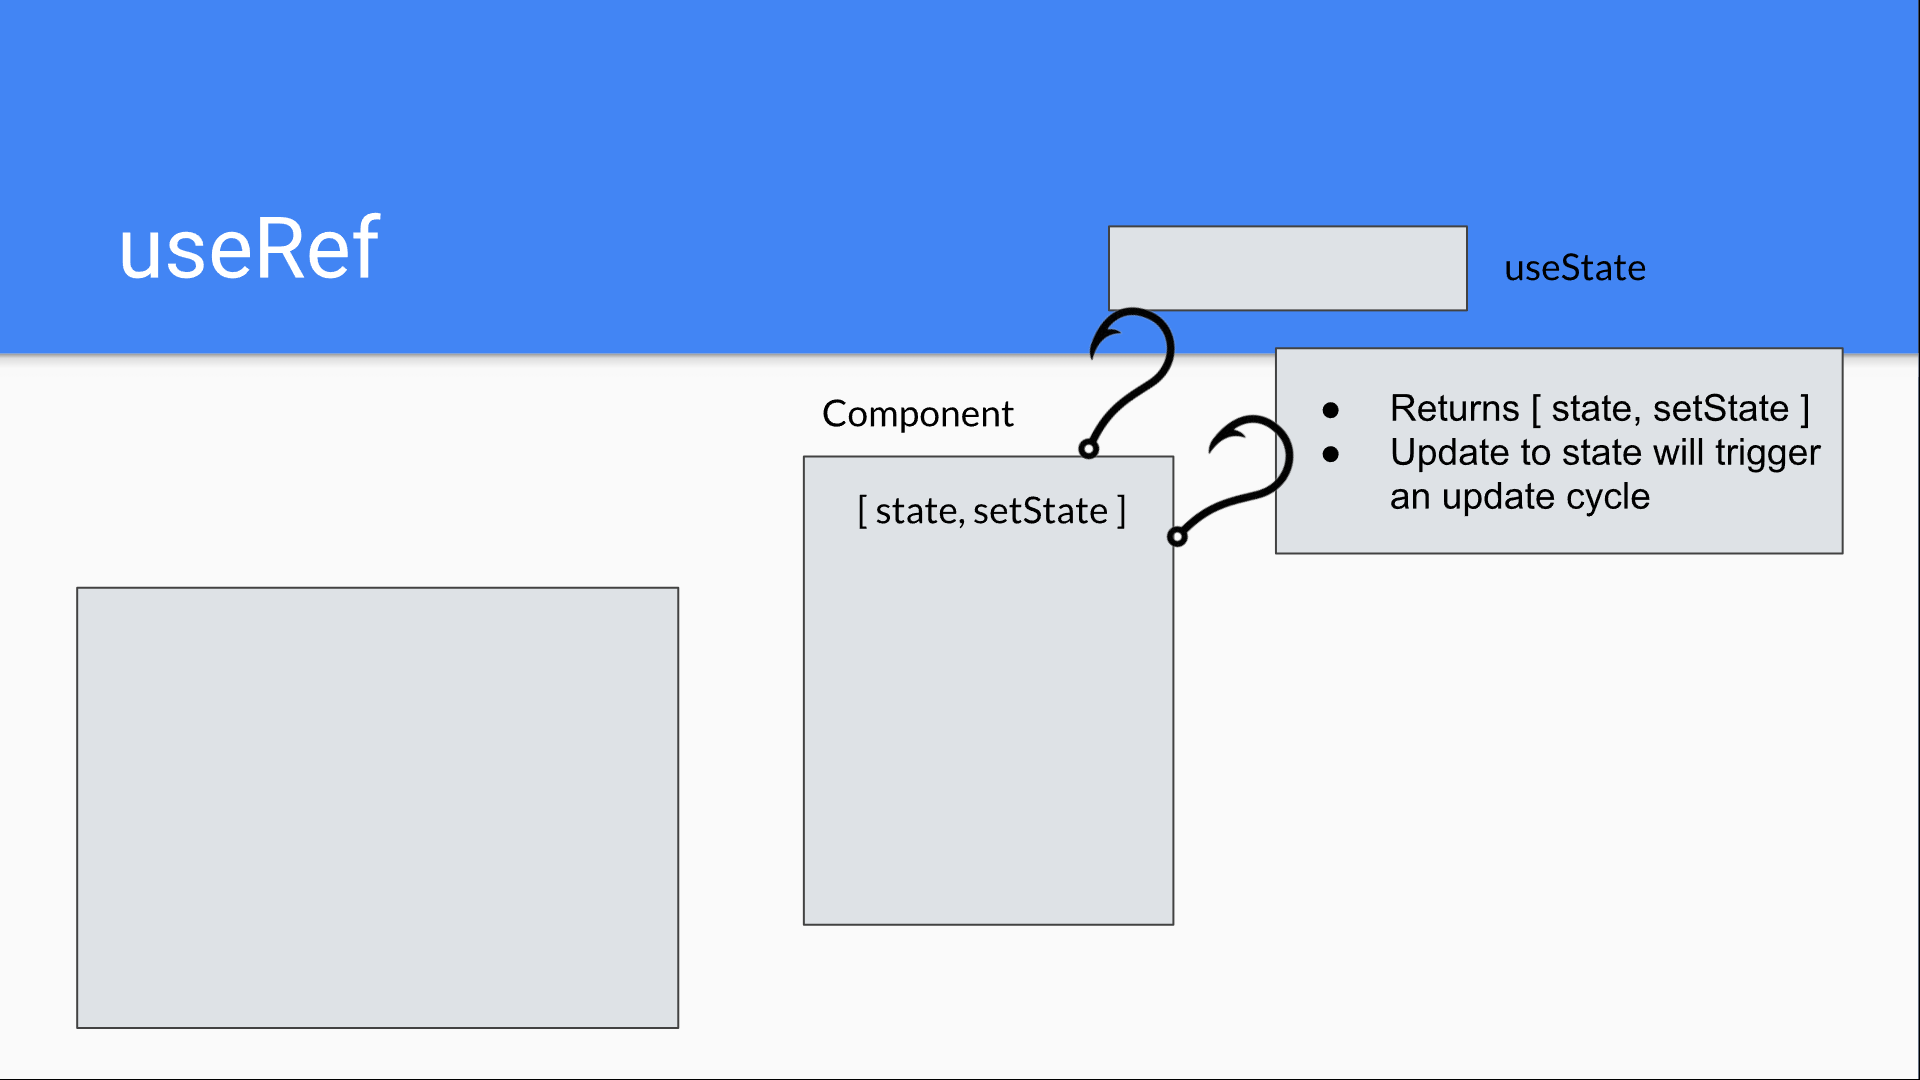 useRef
useState
Component
● Returns [ state, setState ]
● Update to state will trigger
an update cycle
[ state, setState ]